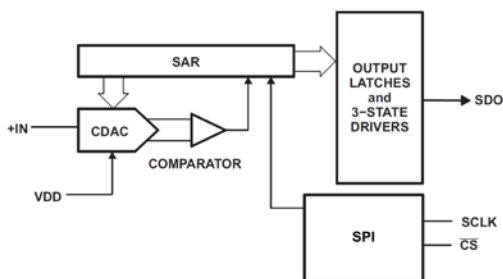 SAR
OUTPUT
LATCHES
and
3-STATE
DRIVERS
SDO
+IN
CDAC
COMPARATOR
VDD
SPI
SCLK
CS